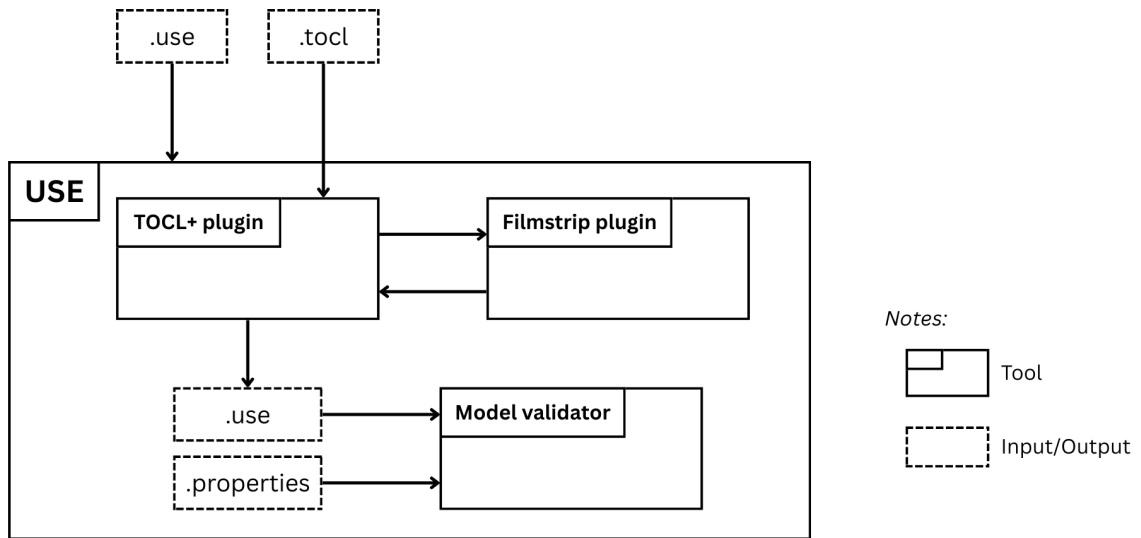 .use
.tocl
USE
TOCL+ plugin
Filmstrip plugin
.use
Model validator
.properties
Notes:
Tool
Input/Output